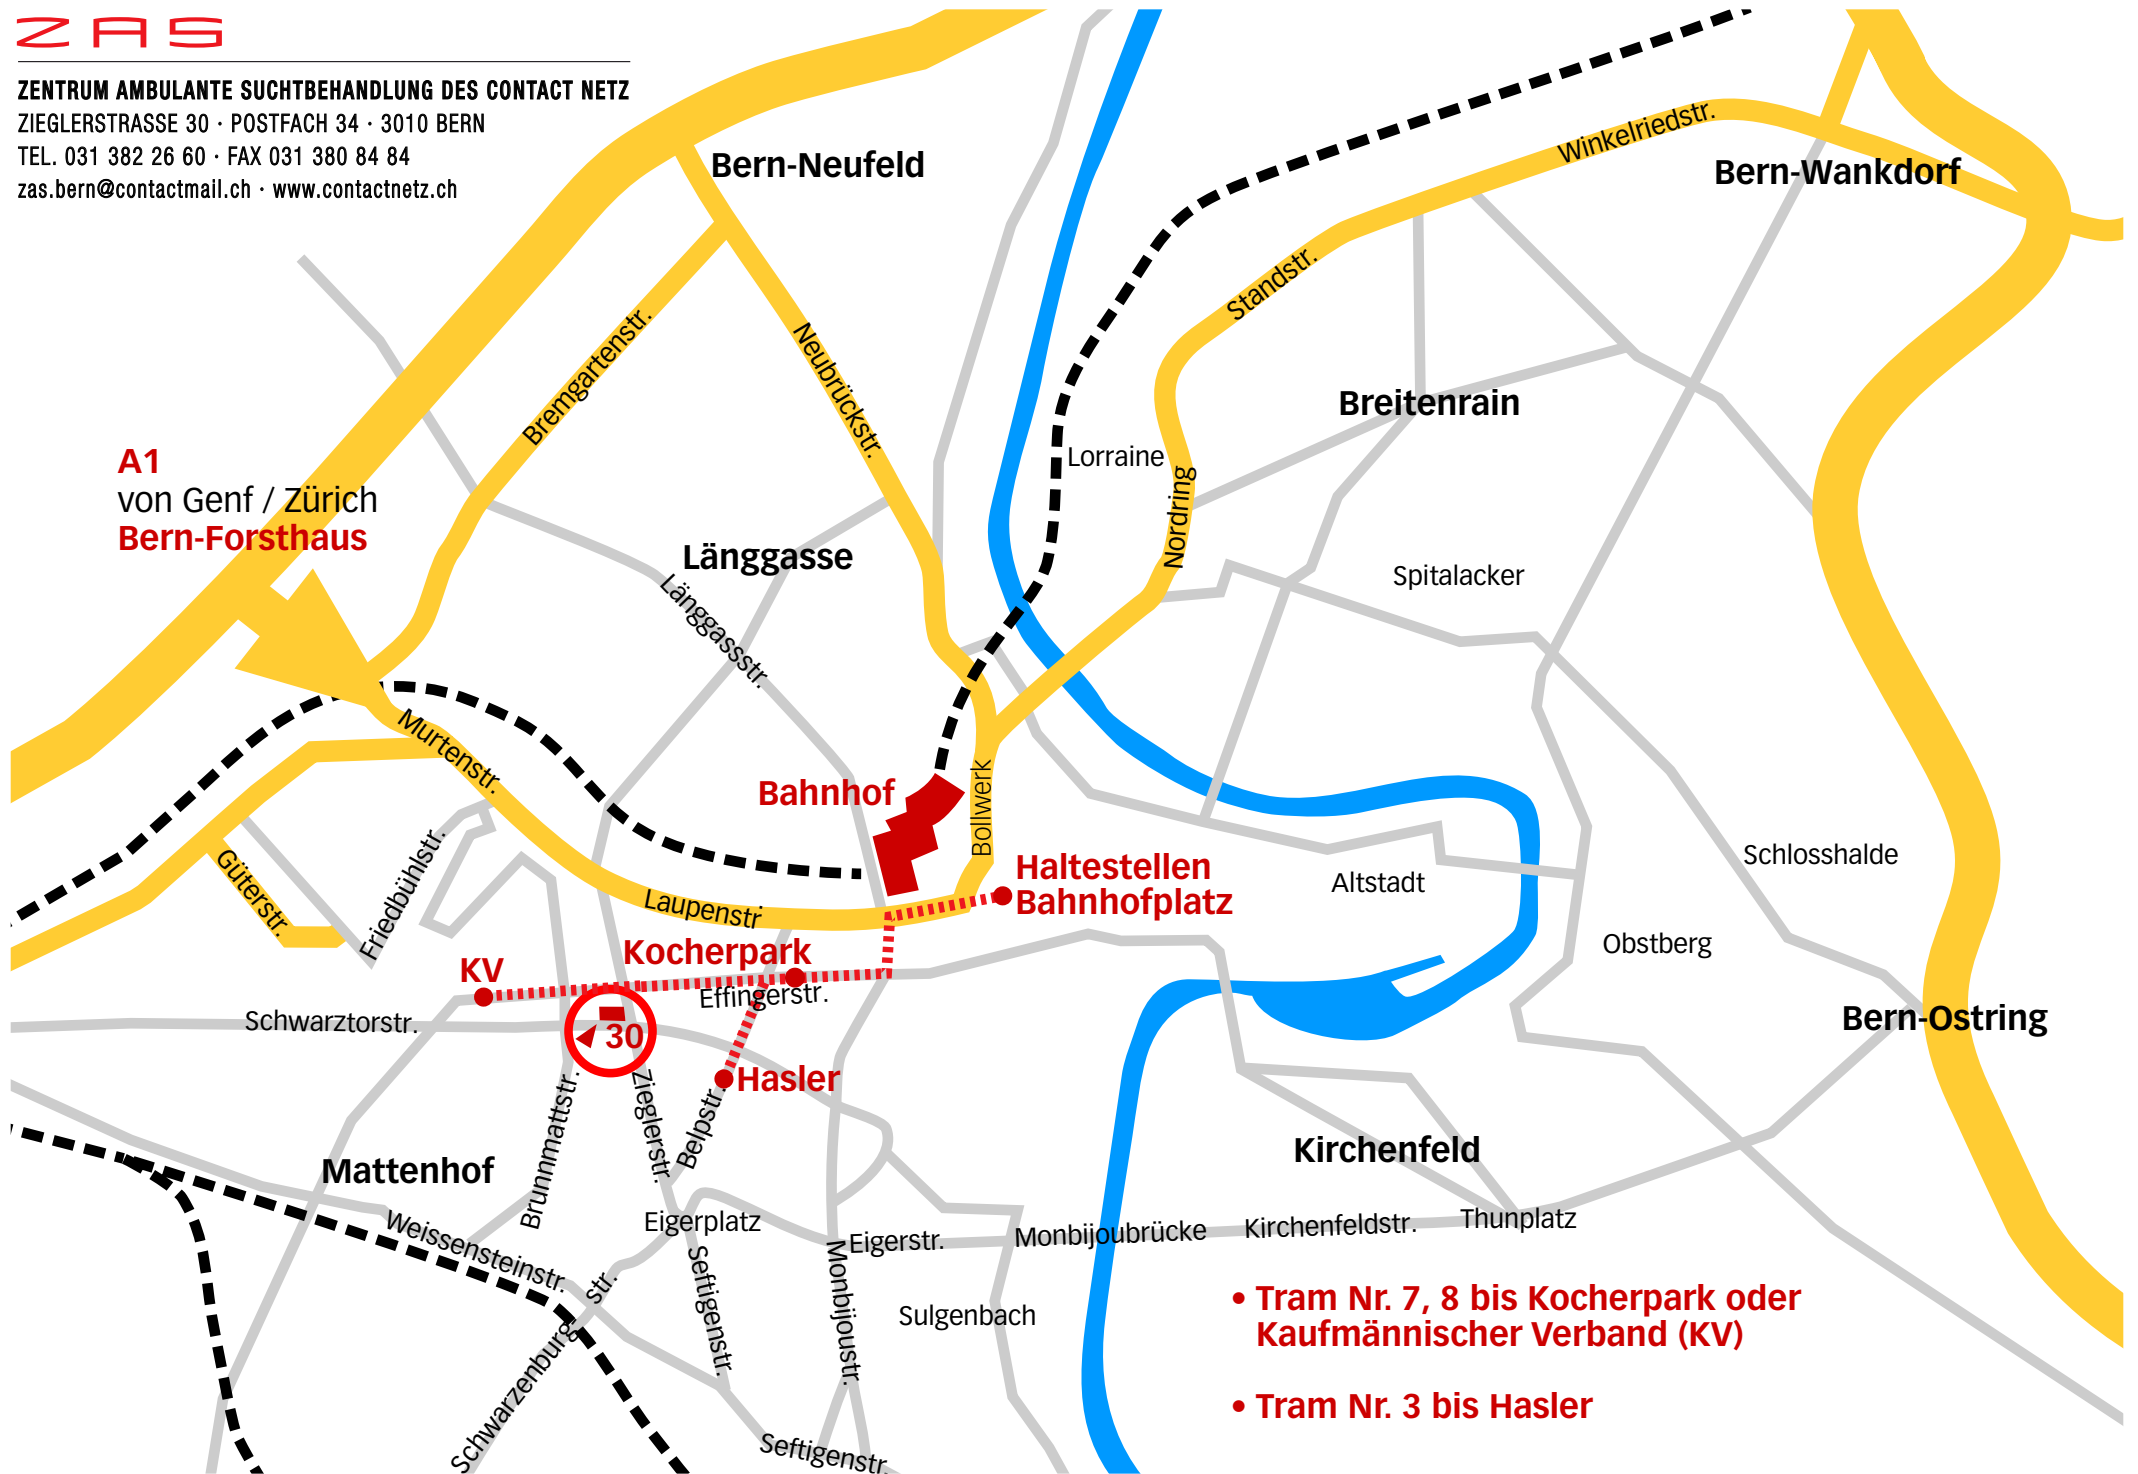 ZAS
ZENTRUM AMBULANTE SUCHTBEHANDLUNG DES CONTACT NETZ
ZIEGLERSTRASSE 30 · POSTFACH 34 · 3010 BERN
TEL. 031 382 26 60 · FAX 031 380 84 84
zas.bern@contactmail.ch · www.contactnetz.ch
Bern-Neufeld
Winkelriedstr.
Bern-Wankdorf
Standstr.
Bremgartenstr.
Neubrückstr.
Breitenrain
Lorraine
A1
von Genf / Zürich
Bern-Forsthaus
Nordring
Länggasse
Spitalacker
Länggassstr.
Murtenstr.
Bahnhof
Bollwerk
Haltestellen
Bahnhofplatz
Schlosshalde
Altstadt
Güterstr.
Friedbühlstr.
Laupenstr
Kocherpark
KV
Obstberg
Effingerstr.
Schwarztorstr.
30
Bern-Ostring
Hasler
Brunnmattstr.
Zieglerstr.
Belpstr.
Mattenhof
Kirchenfeld
Weissensteinstr.
Eigerplatz
Eigerstr.
Monbijoubrücke
Kirchenfeldstr.
Thunplatz
Seftigenstr.
Monbijoustr.
Sulgenbach
Schwarzenburg-
str.
Seftigenstr.
• Tram Nr. 7, 8 bis Kocherpark oder
Kaufmännischer Verband (KV)
• Tram Nr. 3 bis Hasler